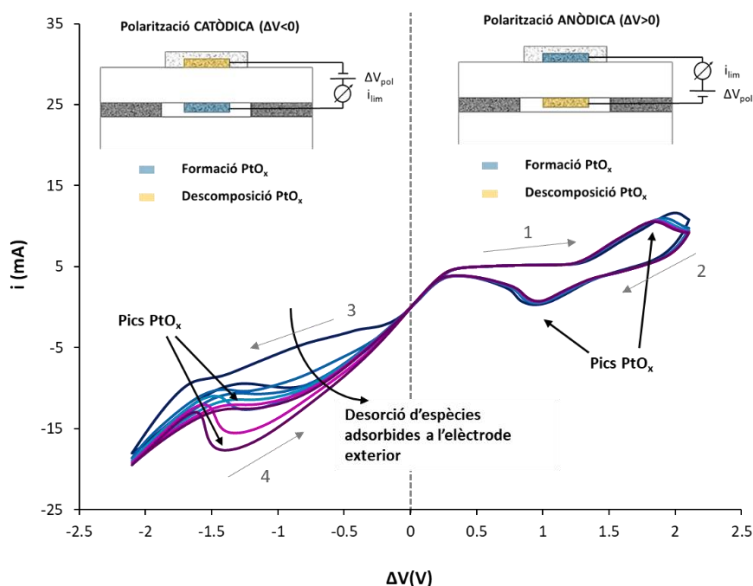 Polarització CATÒDICA (ΔV<0)
Polarització ANÒDICA (ΔV>0)
ΔVpol
ilim
ilim
ΔVpol
Formació PtOx
Descomposició PtOx
Formació PtOx
Descomposició PtOx
35
25
15
5
-5
-15
-25
i (mA)
1
2
3
4
Pics PtOx
Pics PtOx
Desorció d'espècies
adsorbides a l'elèctrode
exterior
-2.5 -2 -1.5 -1 -0.5 0 0.5 1 1.5 2 2.5
ΔV(V)